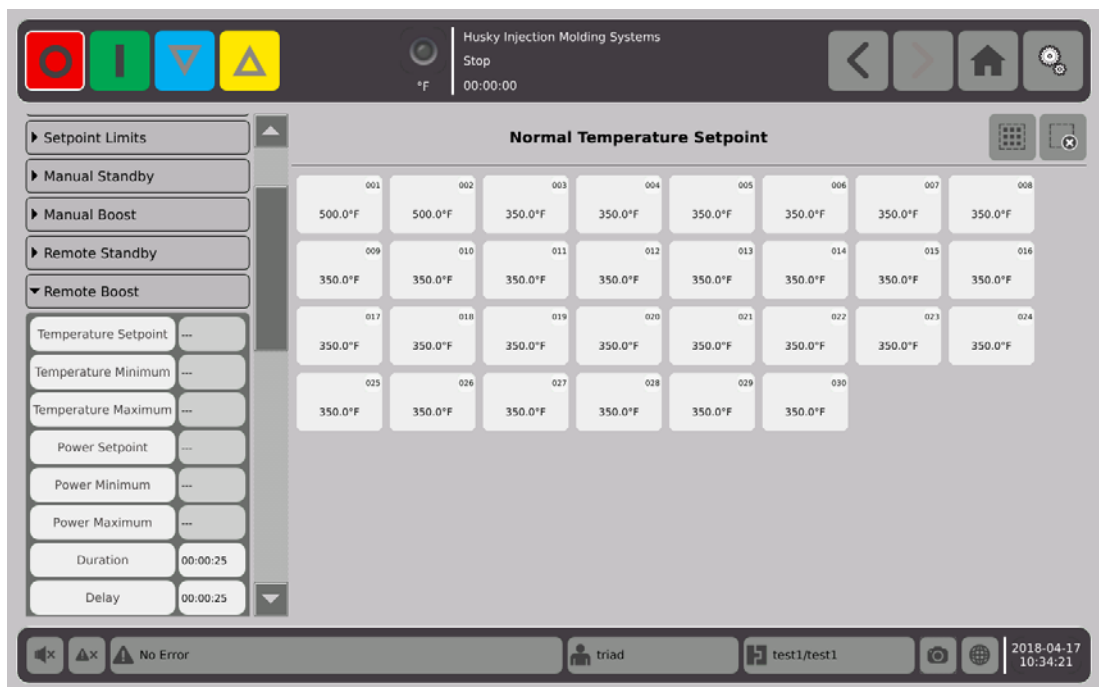 Husky Injection Molding Systems
Stop
°F 00:00:00
Setpoint Limits
Manual Standby
Manual Boost
Remote Standby
Remote Boost
Temperature Setpoint ---
Temperature Minimum ---
Temperature Maximum ---
Power Setpoint ---
Power Minimum ---
Power Maximum ---
Duration 00:00:25
Delay 00:00:25
Normal Temperature Setpoint
001 002 003 004 005 006 007 008
500.0°F 500.0°F 350.0°F 350.0°F 350.0°F 350.0°F 350.0°F 350.0°F
009 010 011 012 013 014 015 016
350.0°F 350.0°F 350.0°F 350.0°F 350.0°F 350.0°F 350.0°F 350.0°F
017 018 019 020 021 022 023 024
350.0°F 350.0°F 350.0°F 350.0°F 350.0°F 350.0°F 350.0°F 350.0°F
025 026 027 028 029 030
350.0°F 350.0°F 350.0°F 350.0°F 350.0°F 350.0°F
No Error
triad
test1/test1
2018-04-17
10:34:21